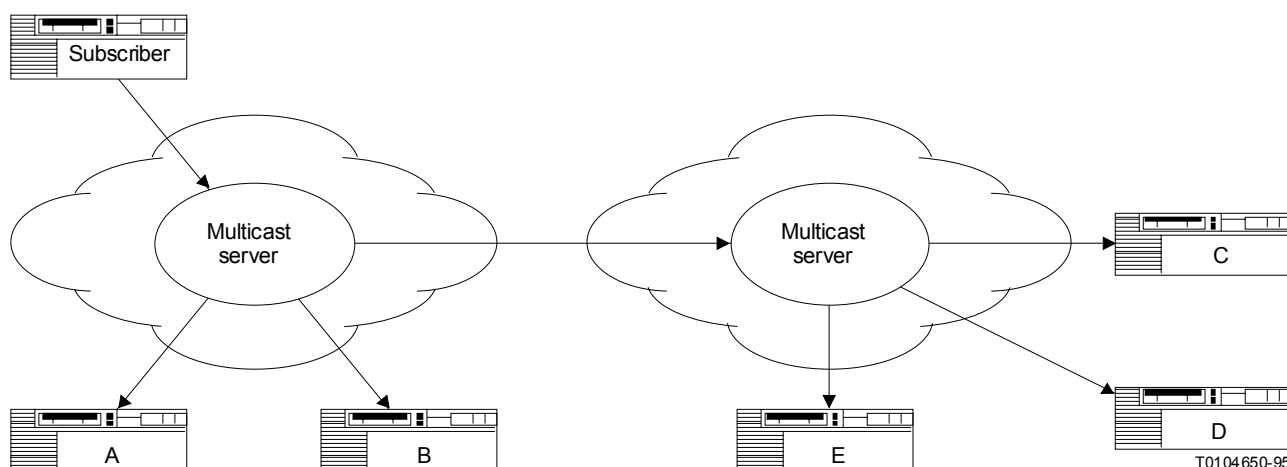 Subscriber
Multicast
server
Multicast
server
C
A
B
E
D
T0104650-95